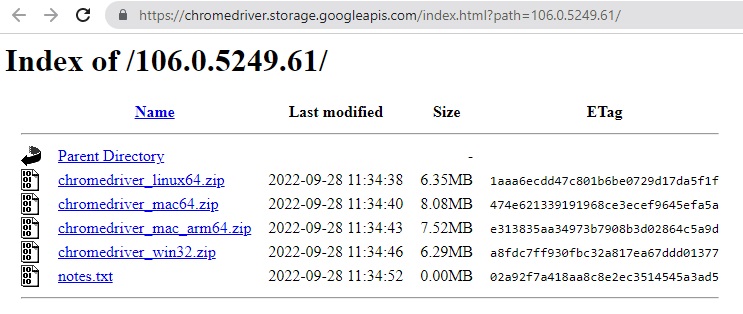 https://chromedriver.storage.googleapis.com/index.html?path=106.0.5249.61/
Index of /106.0.5249.61/
Name Last modified Size ETag
Parent Directory -
chromedriver_linux64.zip 2022-09-28 11:34:38 6.35MB 1aaa6ecdd47c801b6be0729d17da5f1f
chromedriver_mac64.zip 2022-09-28 11:34:40 8.08MB 474e621339191968ce3ecef9645efa5a
chromedriver_mac_arm64.zip 2022-09-28 11:34:43 7.52MB e313835aa34973b7908b3d02864c5a9d
chromedriver_win32.zip 2022-09-28 11:34:46 6.29MB a8fdc7ff930fbc32a817ea67ddd01377
notes.txt 2022-09-28 11:34:52 0.00MB 02a92f7a418aa8c8e2ec3514545a3ad5